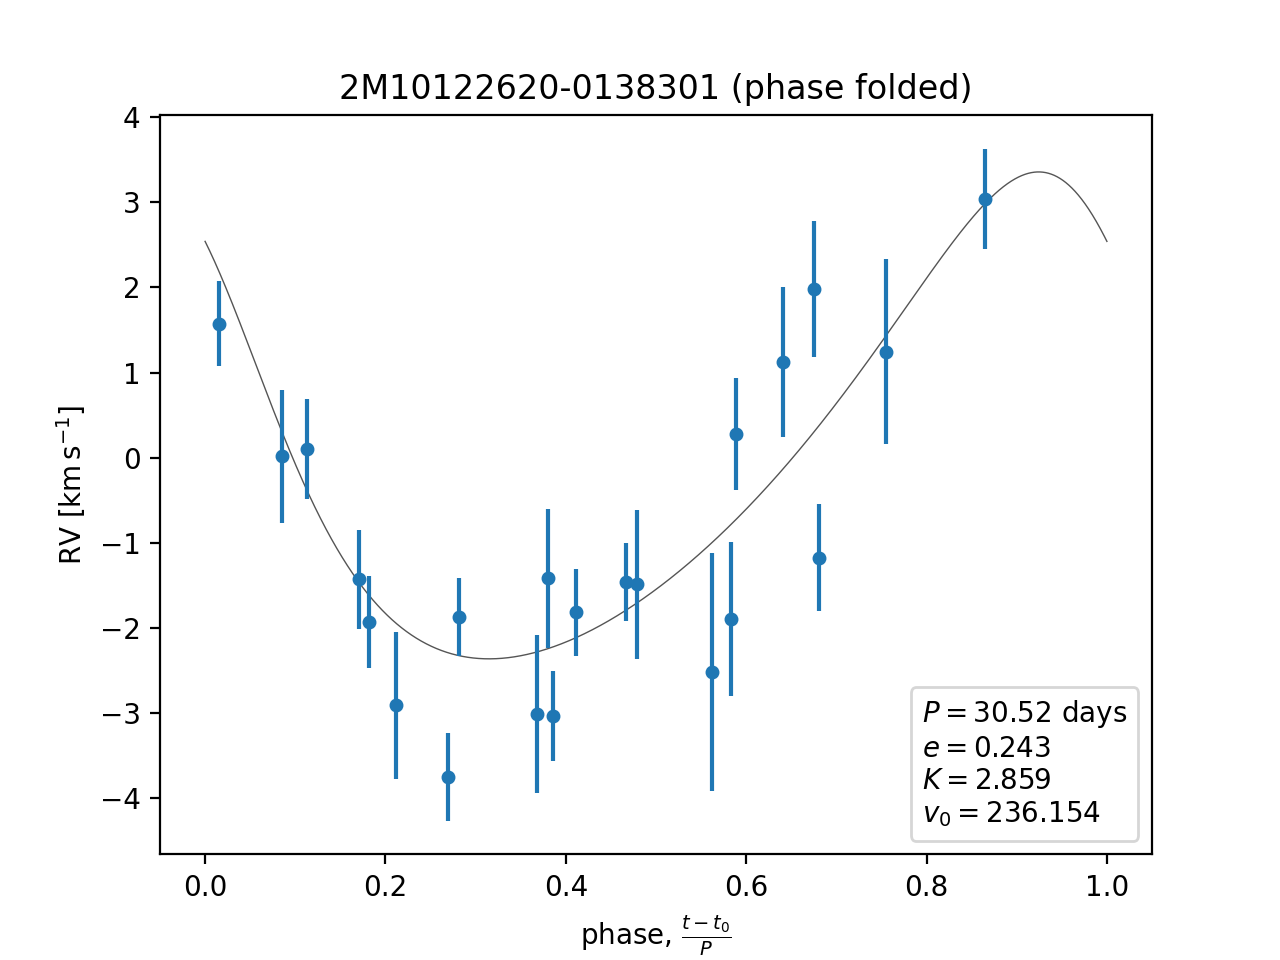 2M10122620-0138301 (phase folded)
4
3
2
1
0
−1
−2
−3
−4
RV [km s⁻¹]
P = 30.52 days
e = 0.243
K = 2.859
v₀ = 236.154
0.0 0.2 0.4 0.6 0.8 1.0
phase, (t − t₀)/P